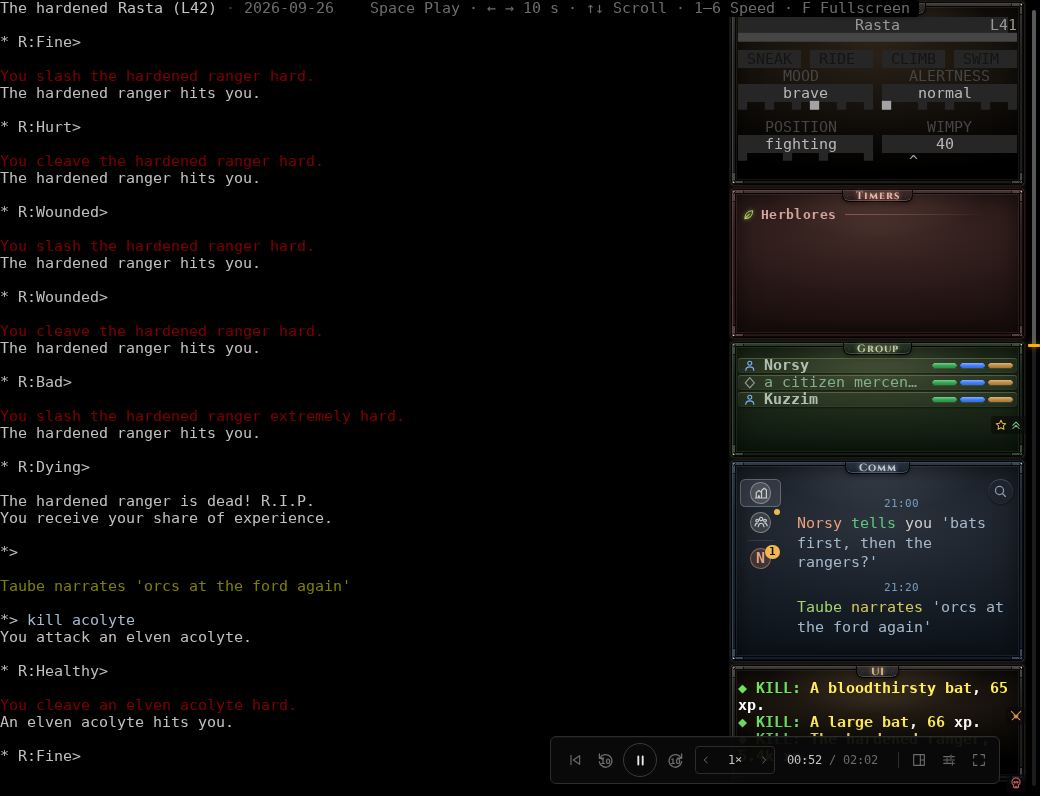 The hardened Rasta (L42) · 2026-09-26 Space Play · ← → 10 s · ↑↓ Scroll · 1–6 Speed · F Fullscreen
* R:Fine>
You slash the hardened ranger hard.
The hardened ranger hits you.
* R:Hurt>
You cleave the hardened ranger hard.
The hardened ranger hits you.
* R:Wounded>
You slash the hardened ranger hard.
The hardened ranger hits you.
* R:Wounded>
You cleave the hardened ranger hard.
The hardened ranger hits you.
* R:Bad>
You slash the hardened ranger extremely hard.
The hardened ranger hits you.
* R:Dying>
The hardened ranger is dead! R.I.P.
You receive your share of experience.
*>
Taube narrates 'orcs at the ford again'
*> kill acolyte
You attack an elven acolyte.
* R:Healthy>
You cleave an elven acolyte hard.
An elven acolyte hits you.
* R:Fine>
Rasta L41
SNEAK RIDE CLIMB SWIM
MOOD ALERTNESS
brave normal
POSITION WIMPY
fighting 40
^
Timers
Herblores
Group
Norsy
a citizen mercen…
Kuzzim
Comm
21:00
Norsy tells you 'bats
first, then the
rangers?'
N 1
21:20
Taube narrates 'orcs at
the ford again'
UI
◆ KILL: A bloodthirsty bat, 65
xp.
◆ KILL: A large bat, 66 xp.
◆ KILL: The hardened ranger,
10 10 1× 00:52 / 02:02